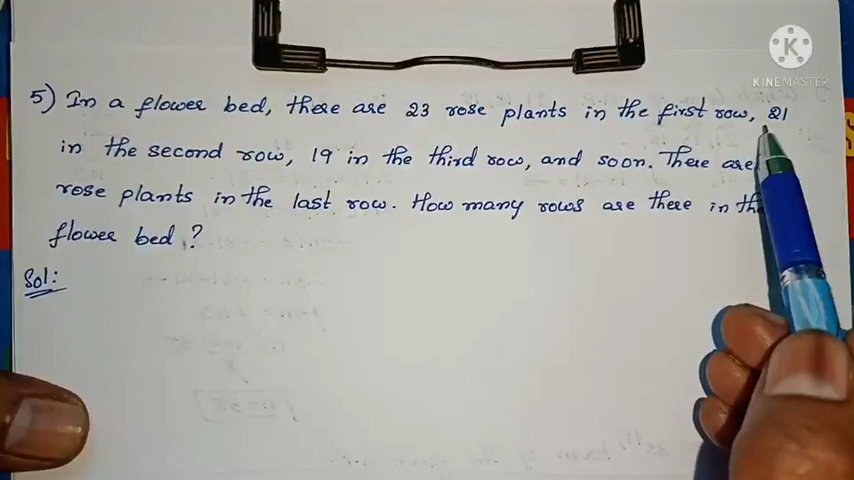 KINEMASTER
5) In a flower bed, there are 23 rose plants in the first row, 21
in the second row, 19 in the third row, and soon. There are
rose plants in the last row. How many rows are there in the
flower bed ?
Sol: